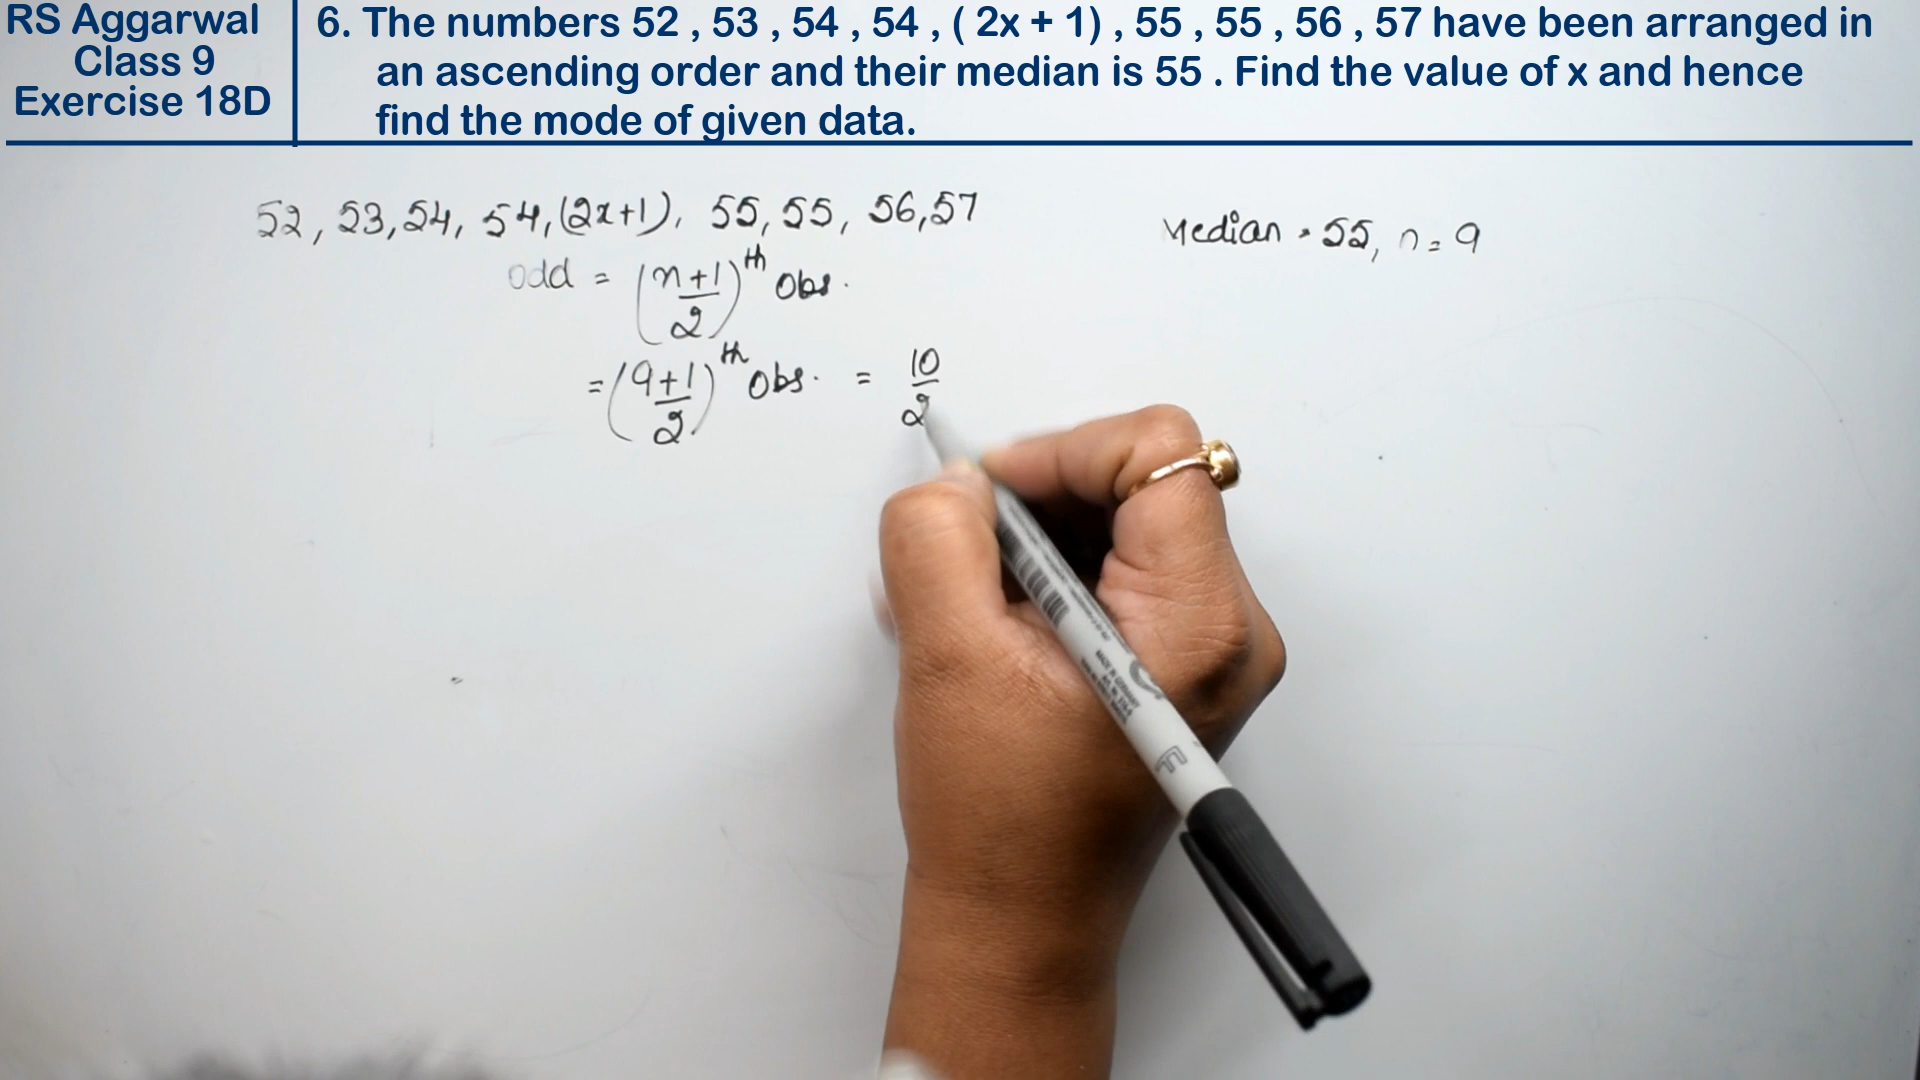 RS Aggarwal
Class 9
Exercise 18D
6. The numbers 52 , 53 , 54 , 54 , ( 2x + 1) , 55 , 55 , 56 , 57 have been arranged in
an ascending order and their median is 55 . Find the value of x and hence
find the mode of given data.
52, 53, 54, 54, (2x+1), 55, 55, 56, 57
Median = 55, n = 9
odd = (n+1/2)th Obs.
= (9+1/2)th Obs. = 10/2
MADE IN GERMANY
F